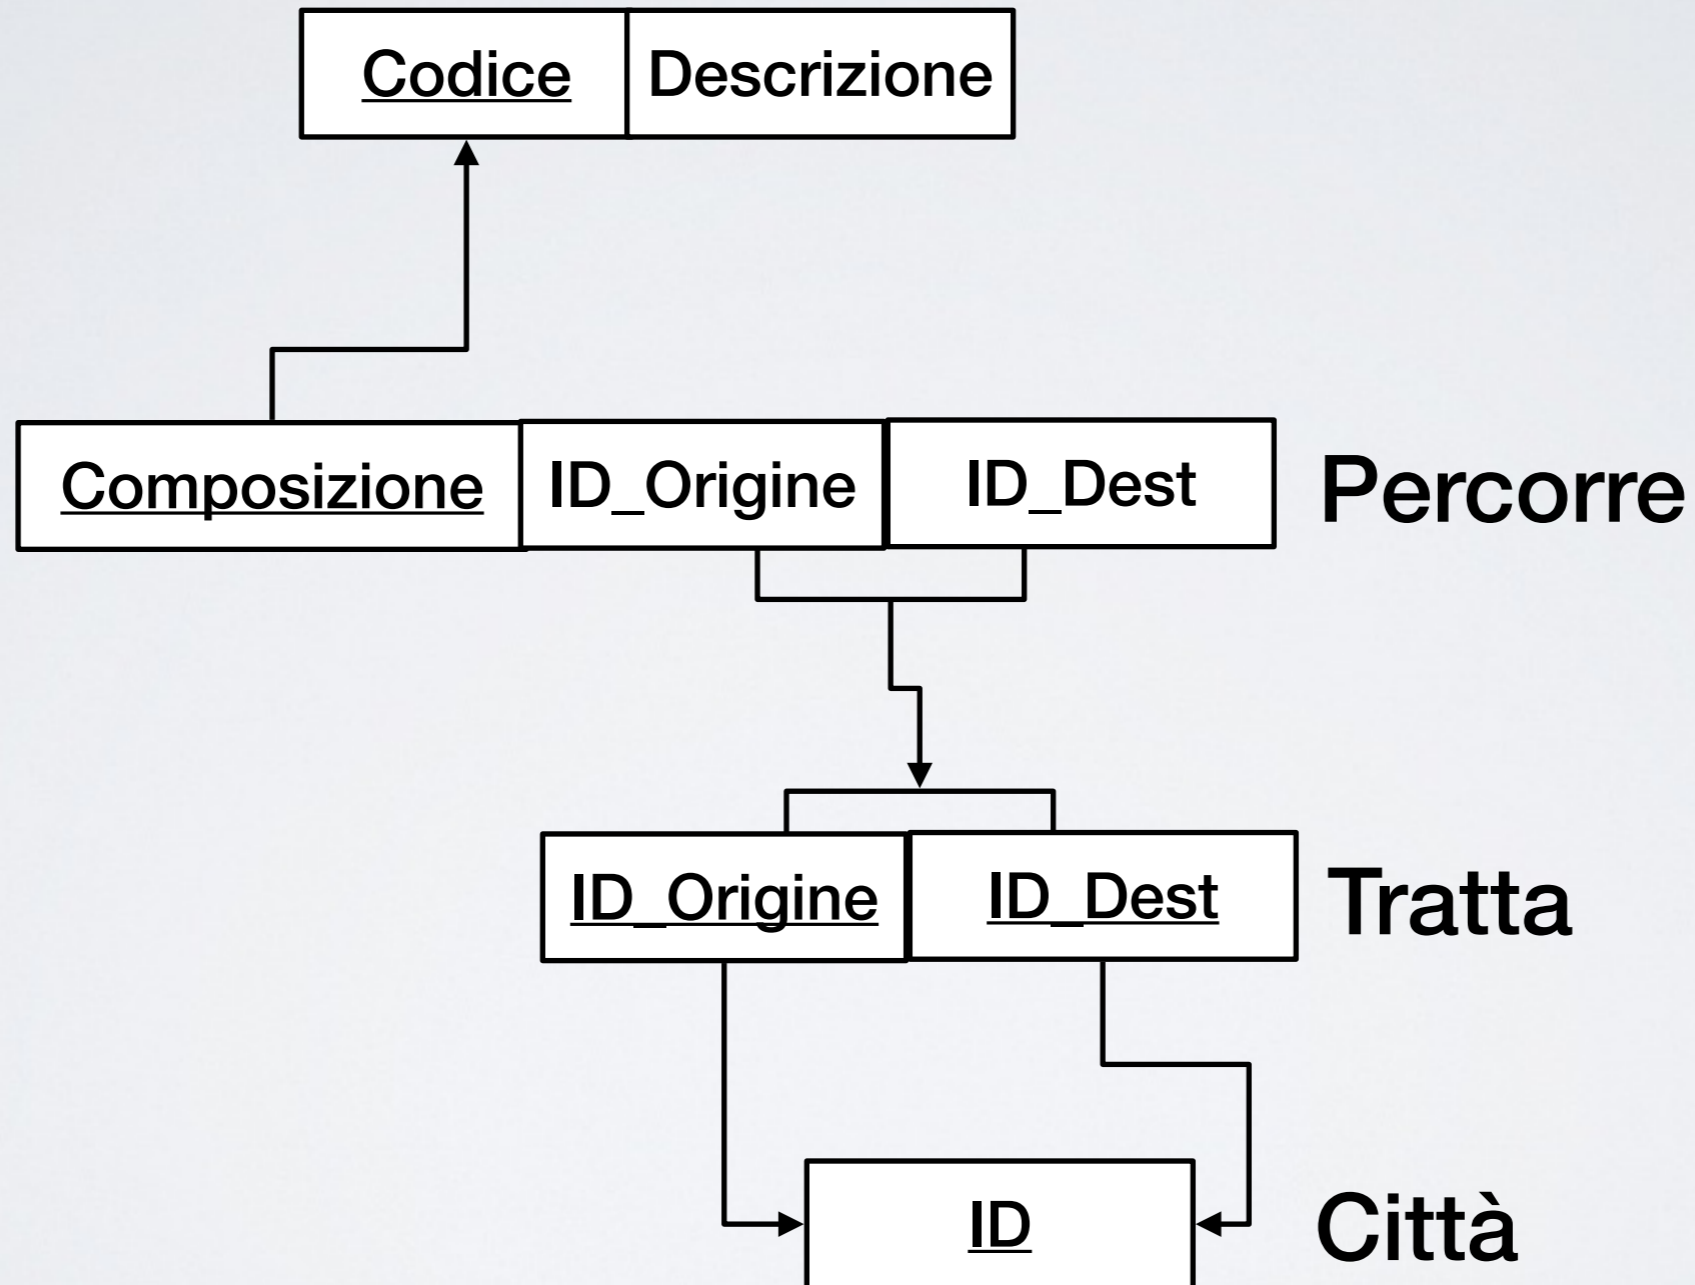 Codice Descrizione
Composizione ID_Origine ID_Dest Percorre
ID_Origine ID_Dest Tratta
ID Città